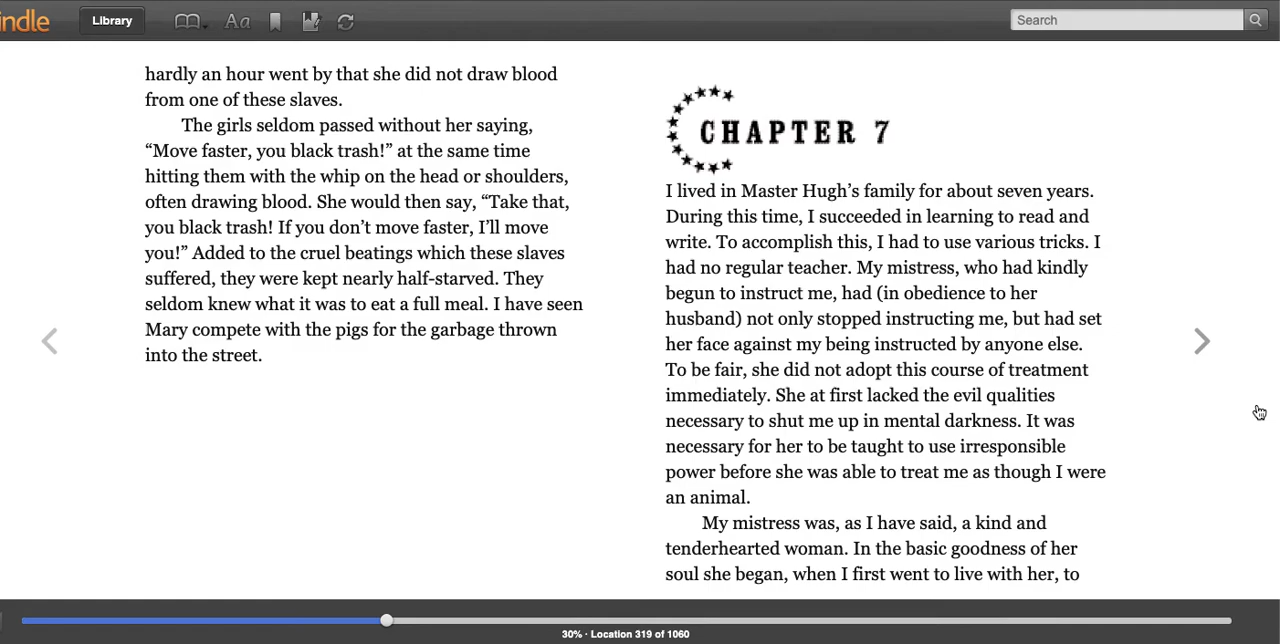 indle
Library
Aa
Search
hardly an hour went by that she did not draw blood
from one of these slaves.
The girls seldom passed without her saying,
“Move faster, you black trash!” at the same time
hitting them with the whip on the head or shoulders,
often drawing blood. She would then say, “Take that,
you black trash! If you don’t move faster, I’ll move
you!” Added to the cruel beatings which these slaves
suffered, they were kept nearly half-starved. They
seldom knew what it was to eat a full meal. I have seen
Mary compete with the pigs for the garbage thrown
into the street.
CHAPTER 7
I lived in Master Hugh’s family for about seven years.
During this time, I succeeded in learning to read and
write. To accomplish this, I had to use various tricks. I
had no regular teacher. My mistress, who had kindly
begun to instruct me, had (in obedience to her
husband) not only stopped instructing me, but had set
her face against my being instructed by anyone else.
To be fair, she did not adopt this course of treatment
immediately. She at first lacked the evil qualities
necessary to shut me up in mental darkness. It was
necessary for her to be taught to use irresponsible
power before she was able to treat me as though I were
an animal.
My mistress was, as I have said, a kind and
tenderhearted woman. In the basic goodness of her
soul she began, when I first went to live with her, to
30% · Location 319 of 1060